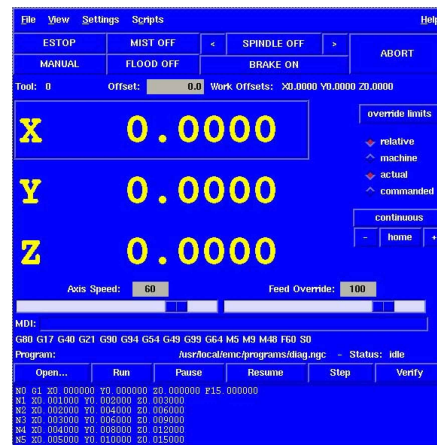 File View Settings Scripts Help
ESTOP MIST OFF < SPINDLE OFF > ABORT
MANUAL FLOOD OFF BRAKE ON
Tool: 0 Offset: 0.0 Work Offsets: X0.0000 Y0.0000 Z0.0000
override limits
X 0.0000
relative
machine
actual
commanded
Y 0.0000
continuous
- home +
Z 0.0000
Axis Speed: 60 Feed Override: 100
MDI:
G80 G17 G40 G21 G90 G94 G54 G49 G99 G64 M5 M9 M48 F60 S0
Program: /usr/local/emc/programs/diag.ngc - Status: idle
Open... Run Pause Resume Step Verify
N0 G1 X0.000000 Y0.000000 Z0.000000 F15.000000
N1 X0.001000 Y0.002000 Z0.003000
N2 X0.002000 Y0.004000 Z0.006000
N3 X0.003000 Y0.006000 Z0.009000
N4 X0.004000 Y0.008000 Z0.012000
N5 X0.005000 Y0.010000 Z0.015000